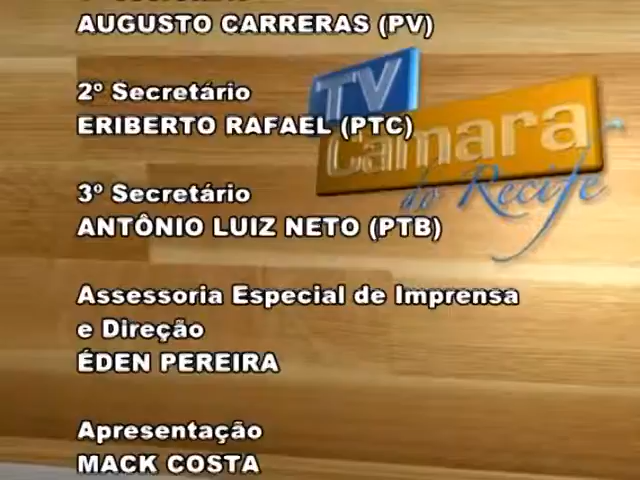 AUGUSTO CARRERAS (PV)
2º Secretário
ERIBERTO RAFAEL (PTC)
3º Secretário
ANTÔNIO LUIZ NETO (PTB)
Assessoria Especial de Imprensa
e Direção
ÉDEN PEREIRA
Apresentação
MACK COSTA
TV
Câmara
do Recife